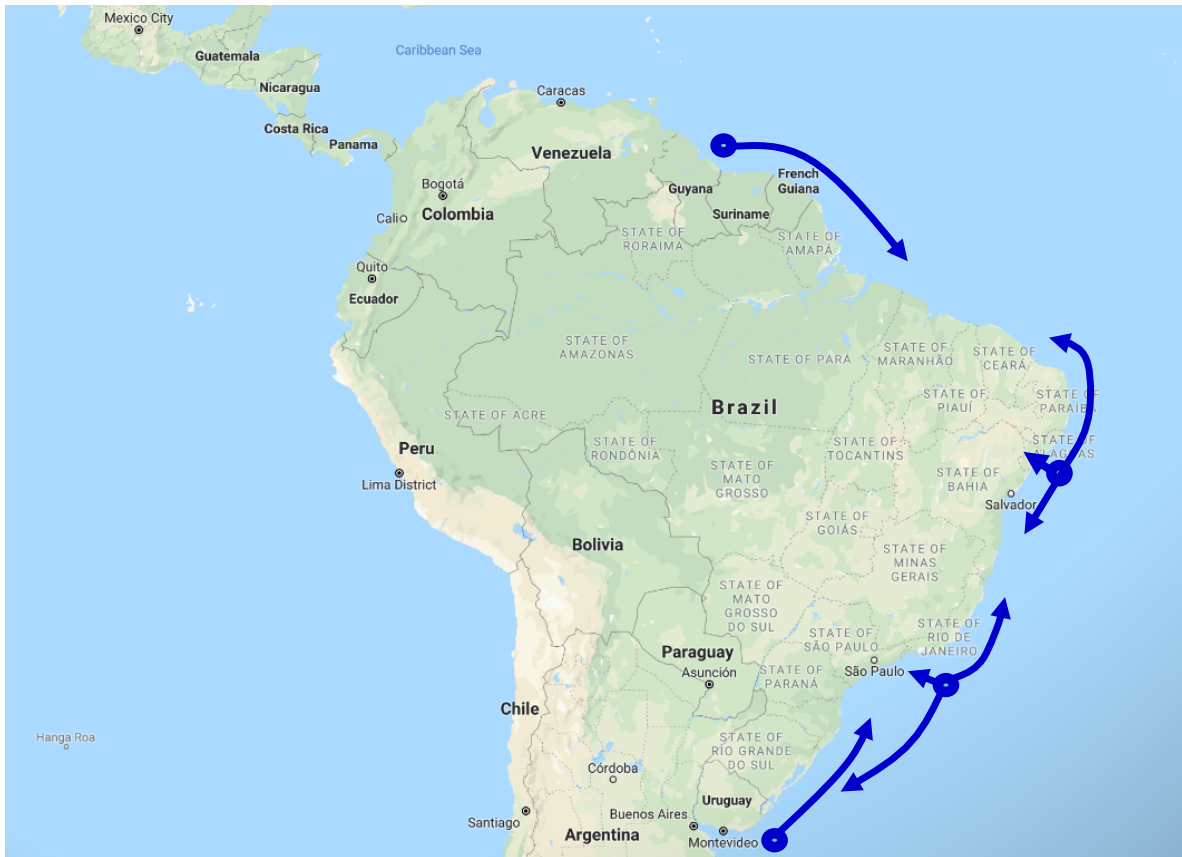 Mexico City
Guatemala
Nicaragua
Costa Rica
Panama
Caribbean Sea
Caracas
Venezuela
Bogotá
Cali
Colombia
Guyana
Suriname
French
Guiana
STATE OF
RORAIMA
STATE OF
AMAPÁ
Quito
Ecuador
STATE OF
AMAZONAS
STATE OF PARÁ
STATE OF
MARANHÃO
STATE OF
CEARÁ
STATE OF
PIAUÍ
STATE OF
PARAÍBA
STATE OF ACRE
Brazil
STATE OF
RONDÔNIA
STATE OF
TOCANTINS
STATE OF
ALAGOAS
Peru
Lima District
STATE OF
MATO
GROSSO
STATE OF
BAHIA
Salvador
STATE OF
GOIÁS
Bolivia
STATE OF
MINAS
GERAIS
STATE OF
MATO
GROSSO
DO SUL
STATE OF
SÃO PAULO
STATE OF
RIO DE
JANEIRO
Paraguay
Asunción
São Paulo
STATE OF
PARANÁ
Chile
Hanga Roa
STATE OF
RIO GRANDE
DO SUL
Córdoba
Uruguay
Santiago
Buenos Aires
Argentina
Montevideo